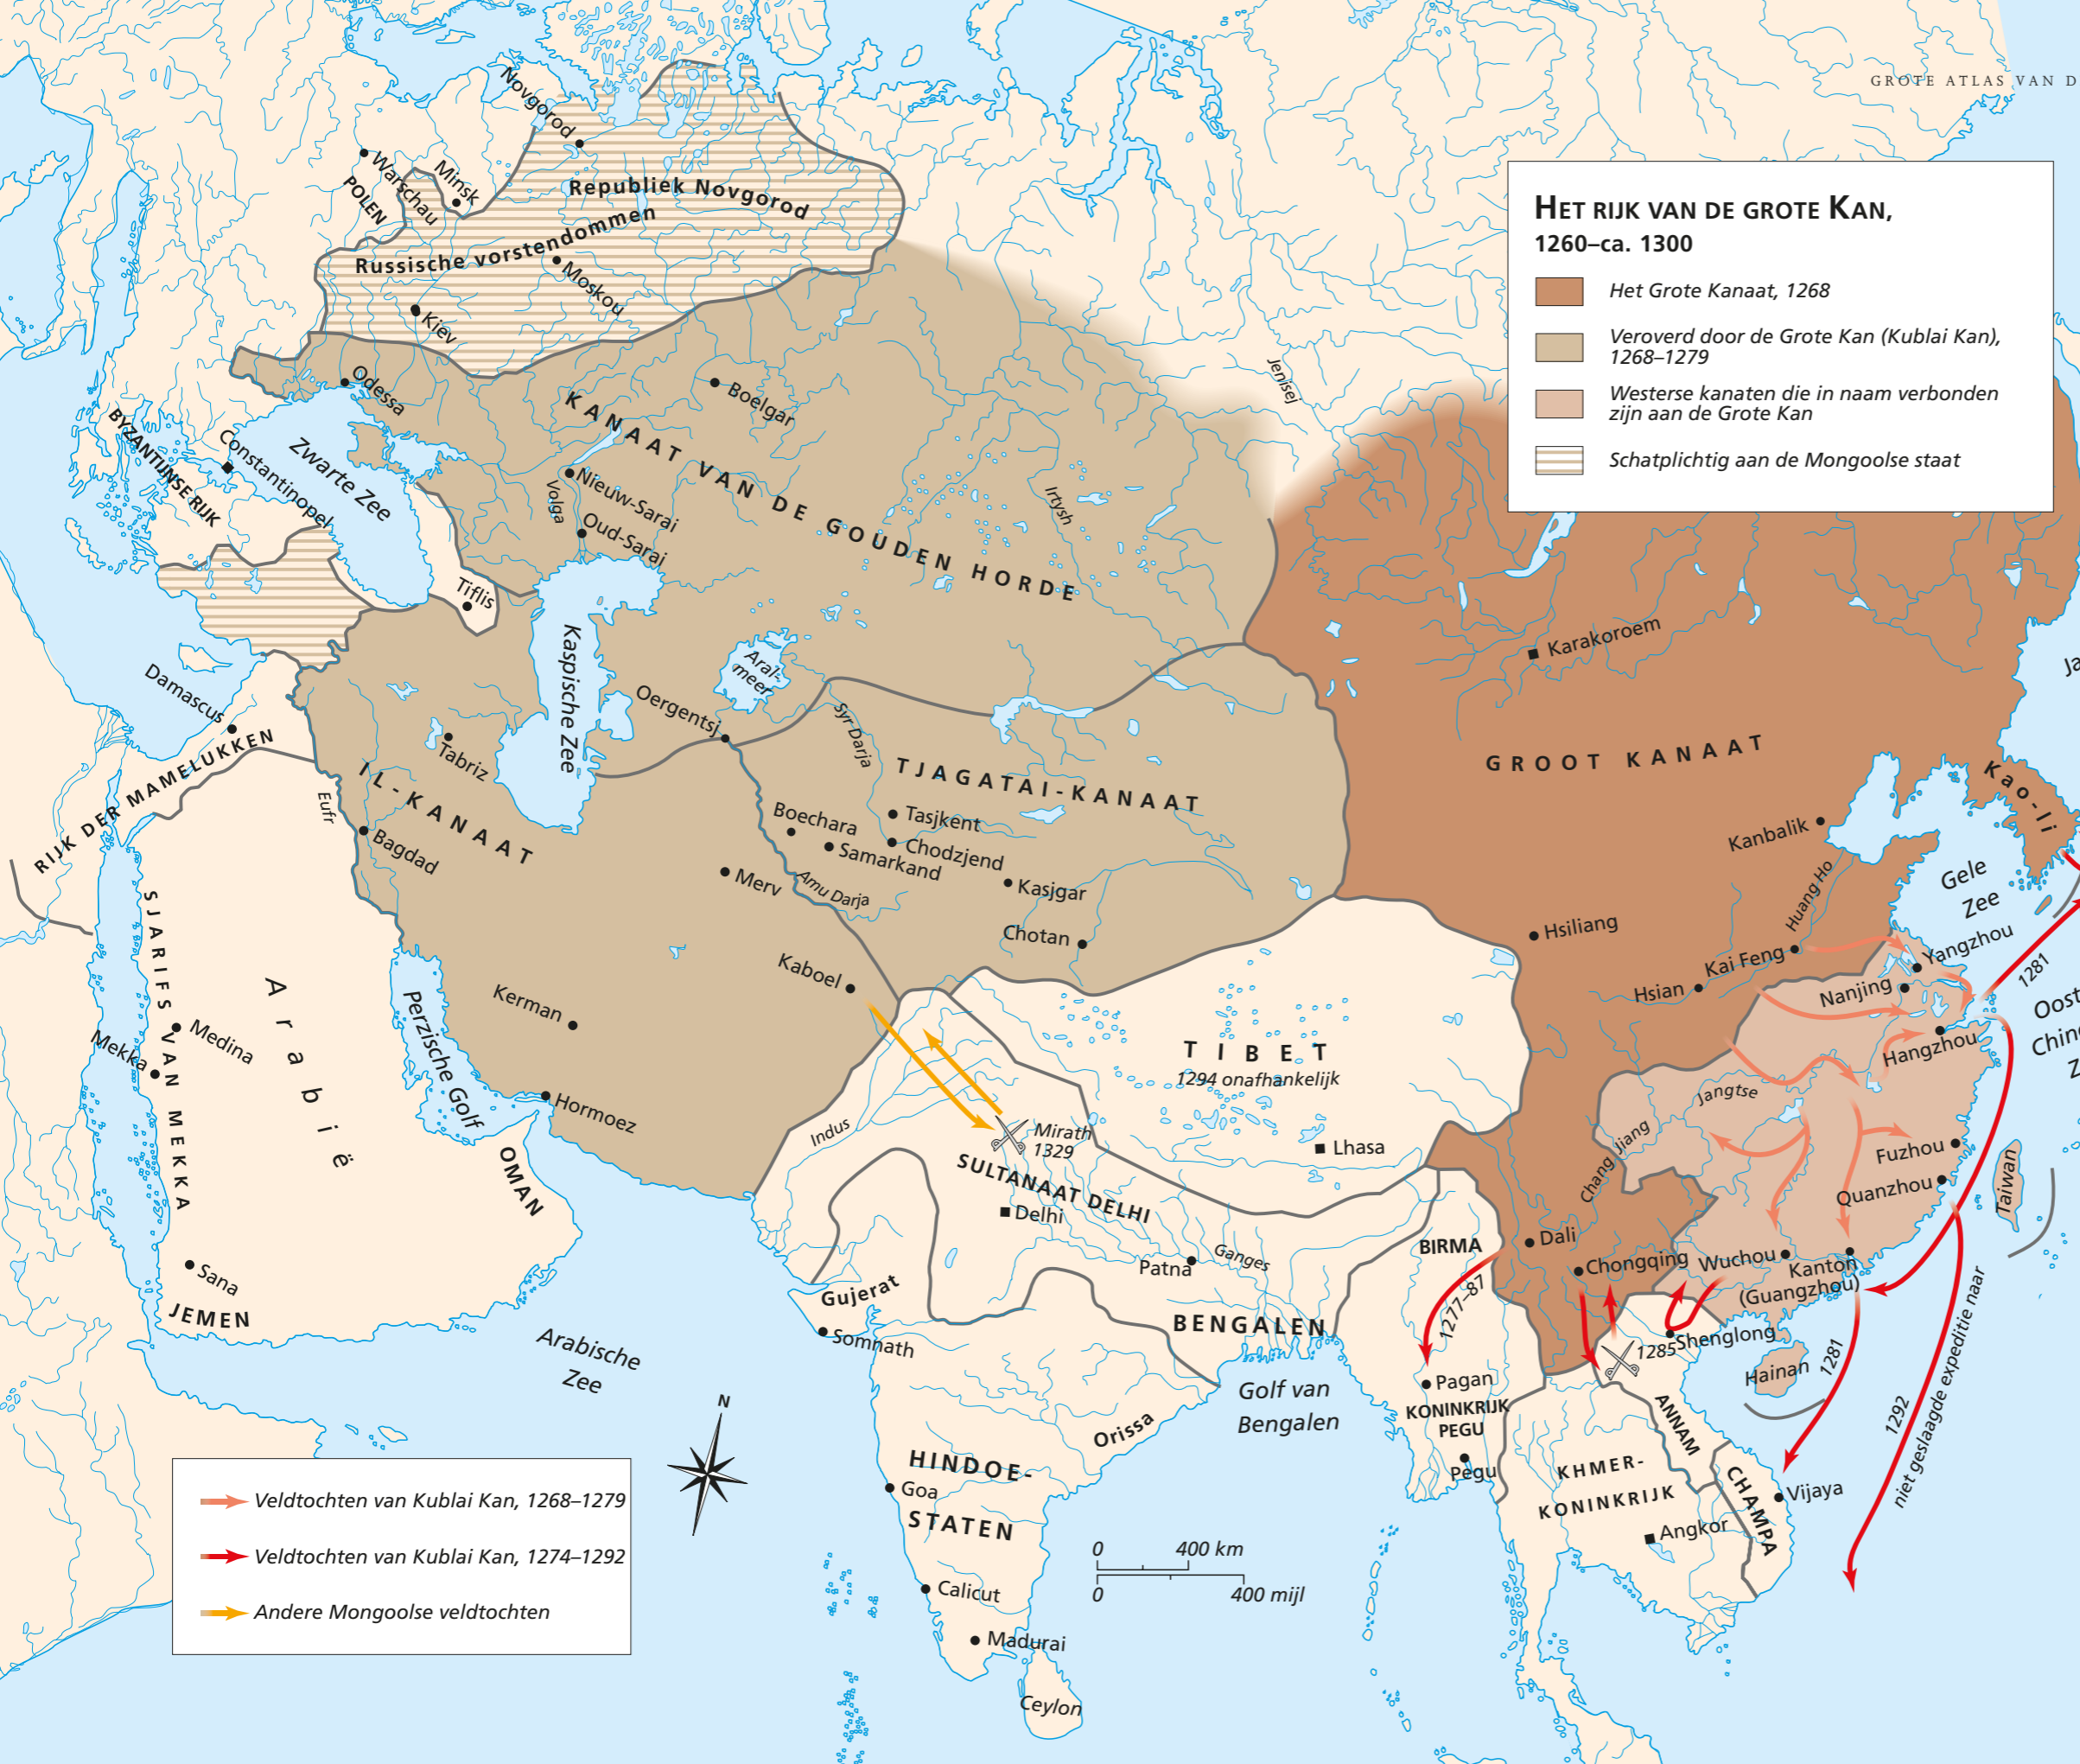 GROTE ATLAS VAN D
HET RIJK VAN DE GROTE KAN,
1260–ca. 1300
Het Grote Kanaat, 1268
Veroverd door de Grote Kan (Kublai Kan),
1268–1279
Westerse kanaten die in naam verbonden
zijn aan de Grote Kan
Schatplichtig aan de Mongoolse staat
Novgorod
Warschau
Minsk
POLEN
Republiek Novgorod
Russische vorstendommen
Moskou
Kiev
Odessa
Boelgar
Jenisej
BYZANTIJNSE RIJK
Constantinopel
Zwarte Zee
KANAAT VAN DE GOUDEN HORDE
Nieuw-Sarai
Volga
Oud-Sarai
Irtysh
Tiflis
Kaspische Zee
Aral-
meer
Karakoroem
Ja
Damascus
Oergentsj
Syr Darja
RIJK DER MAMELUKKEN
Tabriz
IL-KANAAT
Eufr
Bagdad
TJAGATAI-KANAAT
GROOT KANAAT
Kao-li
Boechara
Tasjkent
Chodzjend
Samarkand
Merv
Amu Darja
Kasjgar
Chotan
Kanbalik
Huang Ho
Gele
Zee
Hsiliang
Kai Feng
Yangzhou
Hsian
Nanjing
1281
Oost
Chine
Z
Hangzhou
SJARIFS VAN MEKKA
Arabië
Medina
Mekka
Perzische Golf
Kerman
Kaboel
Hormoez
OMAN
TIBET
1294 onafhankelijk
Lhasa
Indus
Mirath
1329
SULTANAAT DELHI
Delhi
Patna
Ganges
Jangtse
Chang Jiang
Fuzhou
Quanzhou
Taiwan
Sana
JEMEN
Arabische
Zee
Gujerat
Somnath
BENGALEN
BIRMA
1277–87
Dali
Chongqing
Wuchou
Kanton
(Guangzhou)
Shenglong
1285
Hainan
1281
1292
niet geslaagde expeditie naar
Golf van
Bengalen
Pagan
KONINKRIJK
PEGU
Pegu
ANNAM
KHMER-
KONINKRIJK
Angkor
CHAMPA
Vijaya
Orissa
HINDOE-
STATEN
Goa
Calicut
Madurai
Ceylon
N
0 400 km
0 400 mijl
Veldtochten van Kublai Kan, 1268–1279
Veldtochten van Kublai Kan, 1274–1292
Andere Mongoolse veldtochten